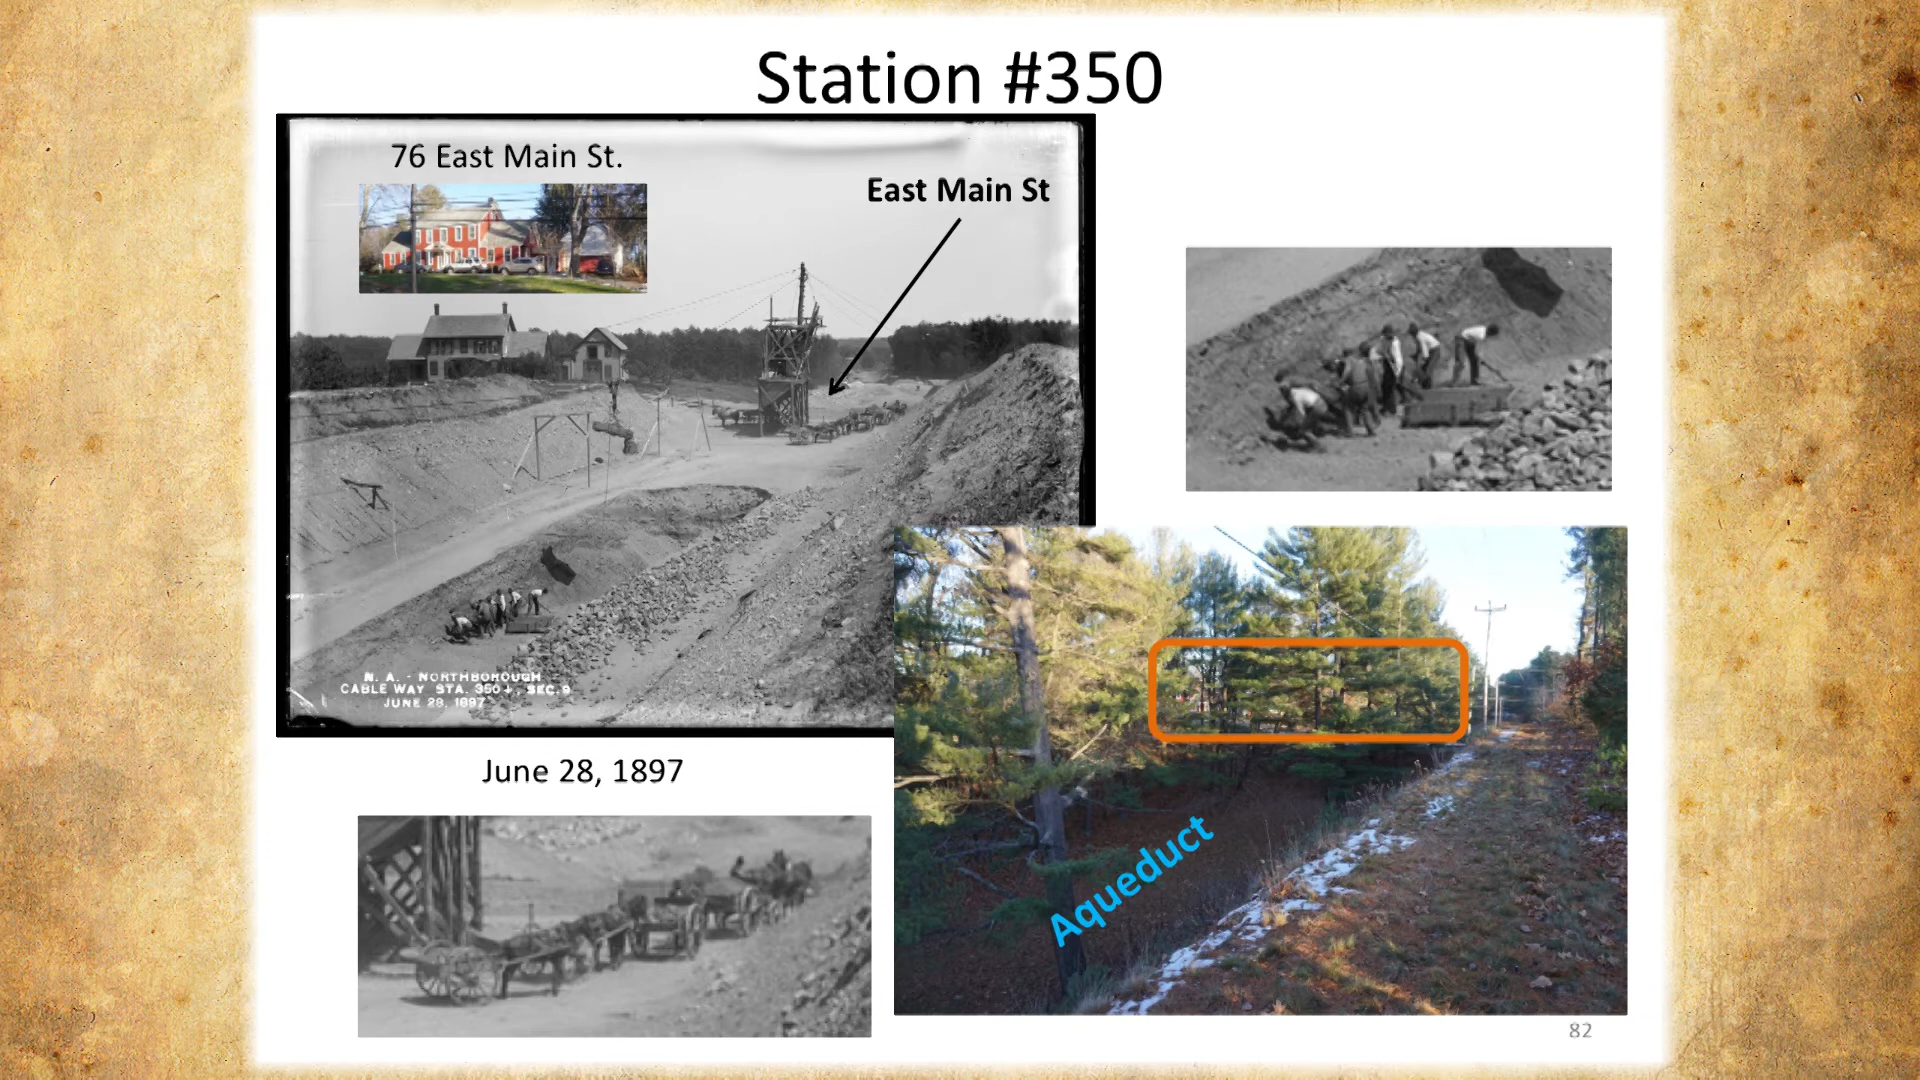 Station #350
76 East Main St.
East Main St
N. A. - NORTHBOROUGH
CABLE WAY STA. 350+, SEC. 9
JUNE 28, 1897
June 28, 1897
Aqueduct
82